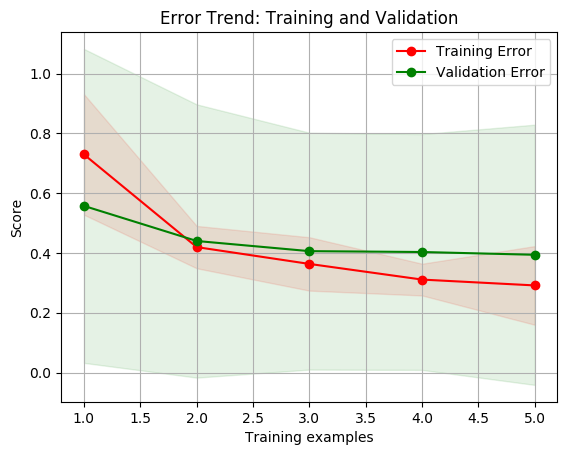 Error Trend: Training and Validation
Training Error
Validation Error
Score
1.0
0.8
0.6
0.4
0.2
0.0
1.0 1.5 2.0 2.5 3.0 3.5 4.0 4.5 5.0
Training examples